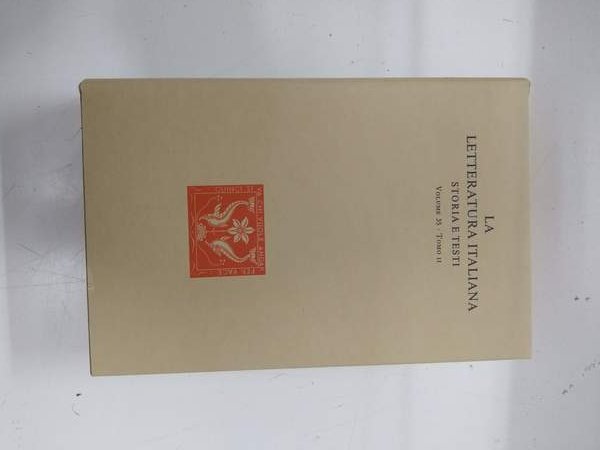 LA
LETTERATURA ITALIANA
STORIA E TESTI
VOLUME 35 · TOMO II